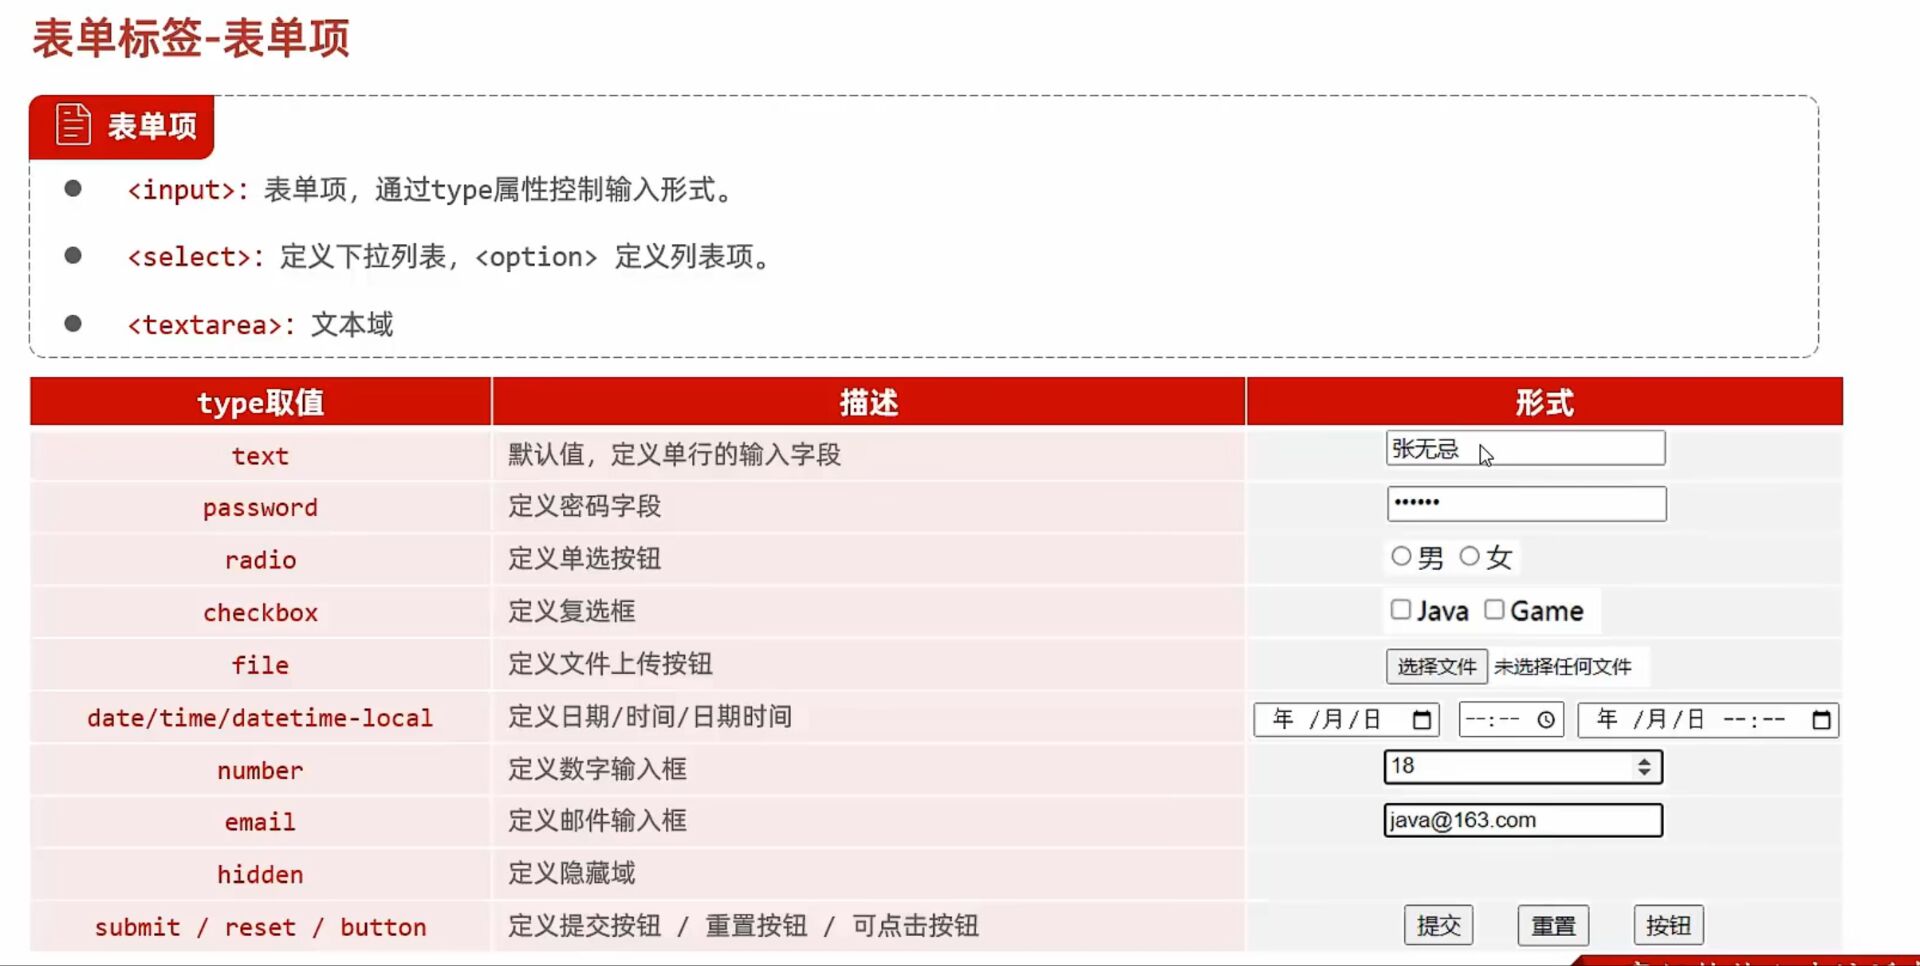 表单标签-表单项
表单项
<input>：表单项，通过type属性控制输入形式。
<select>：定义下拉列表，<option> 定义列表项。
<textarea>：文本域
type取值 描述 形式
text 默认值，定义单行的输入字段 张无忌
password 定义密码字段 ••••••
radio 定义单选按钮 男 女
checkbox 定义复选框 Java Game
file 定义文件上传按钮 选择文件 未选择任何文件
date/time/datetime-local 定义日期/时间/日期时间 年 /月/日 --:-- 年 /月/日 --:--
number 定义数字输入框 18
email 定义邮件输入框 java@163.com
hidden 定义隐藏域
submit / reset / button 定义提交按钮 / 重置按钮 / 可点击按钮 提交 重置 按钮